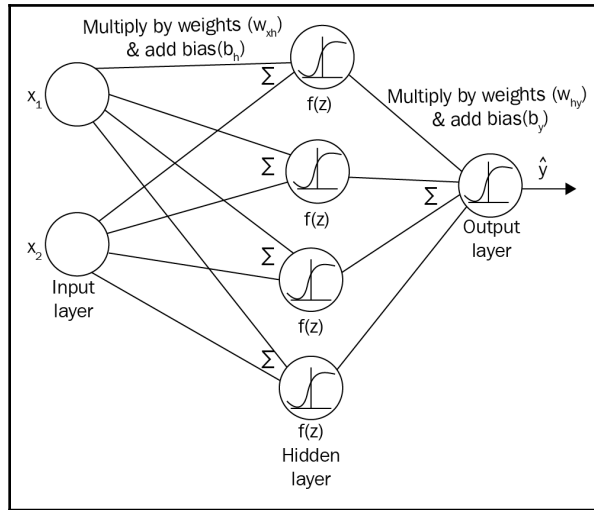 Multiply by weights (w_xh)
& add bias(b_h)
Σ
f(z)
x_1
Multiply by weights (w_hy)
& add bias(b_y)
Σ
f(z)
Σ
ŷ
Output
layer
x_2
Input
layer
Σ
f(z)
Σ
f(z)
Hidden
layer